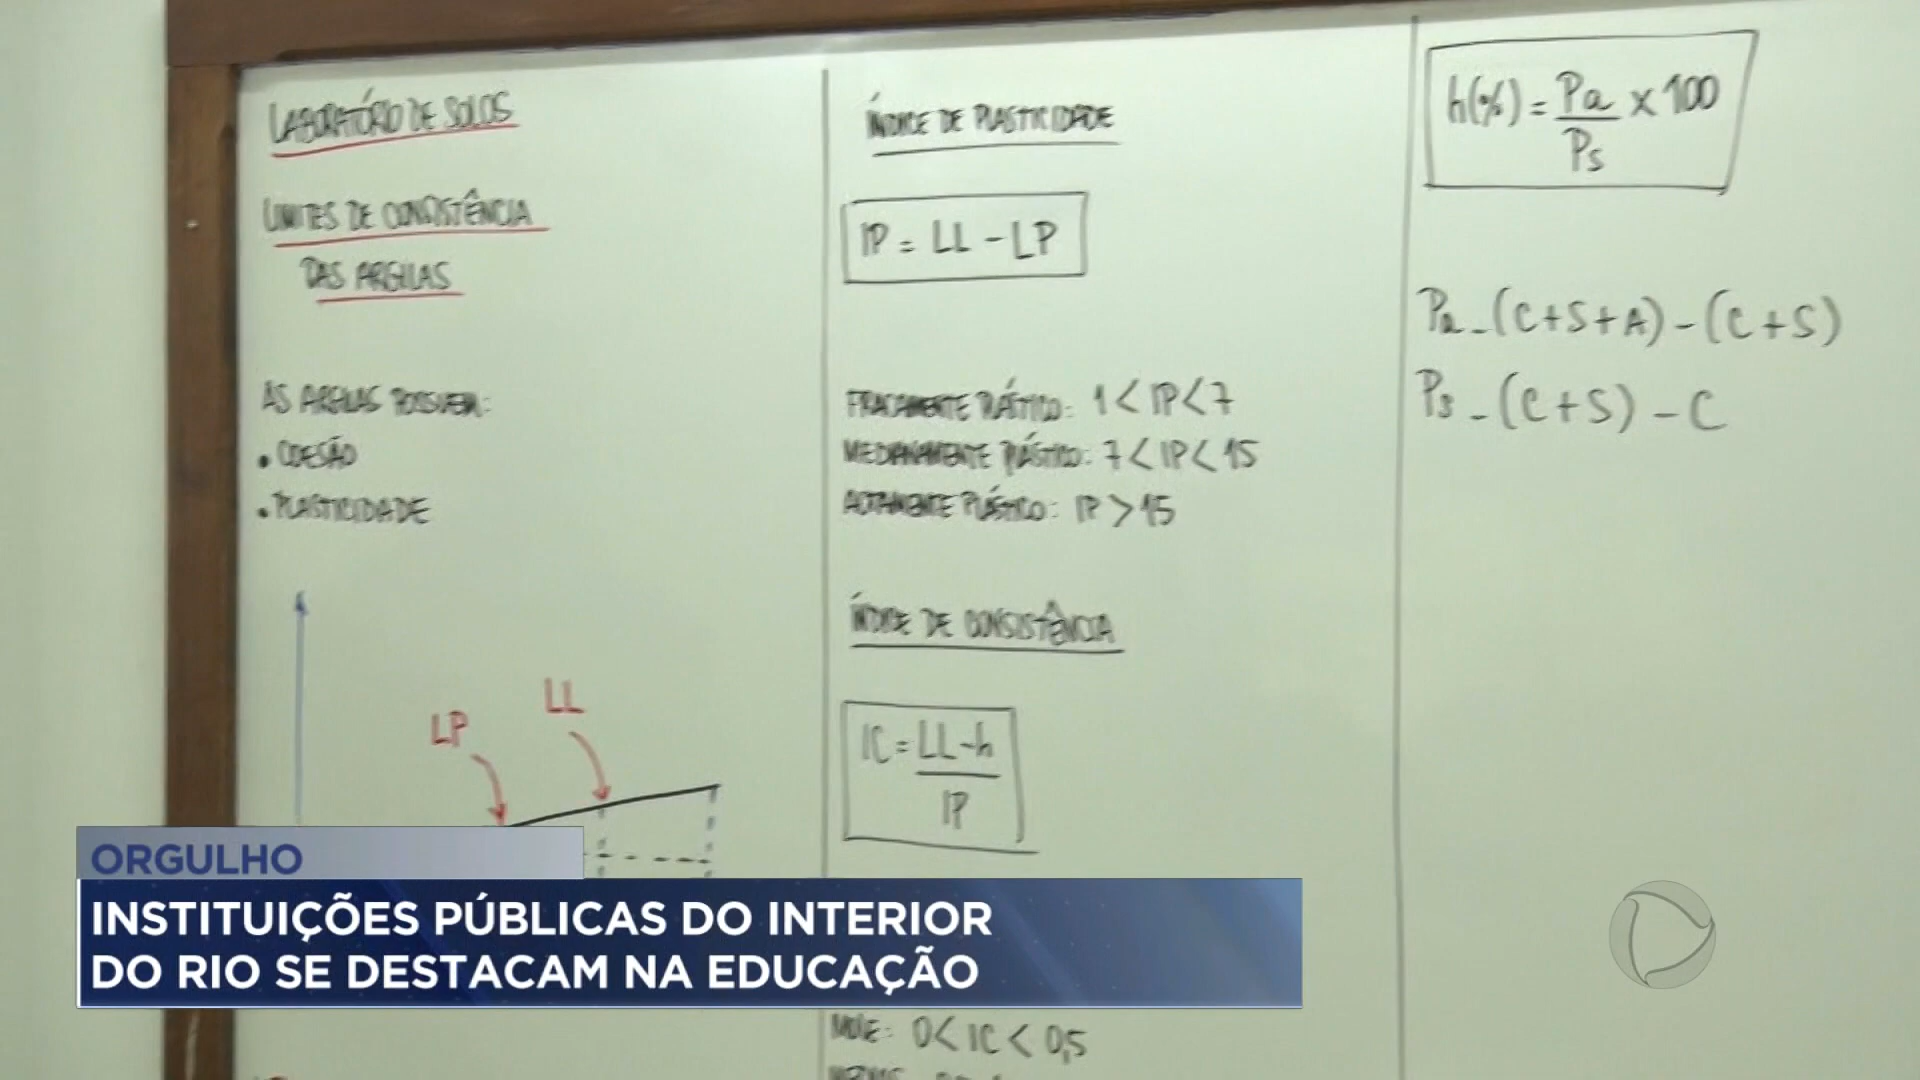 LABORATÓRIO DE SOLOS
LIMITES DE CONSISTÊNCIA
DAS ARGILAS
AS ARGILAS POSSUEM:
• COESÃO
• PLASTICIDADE
LP
LL
ÍNDICE DE PLASTICIDADE
IP = LL - LP
FRACAMENTE PLÁSTICO: 1 < IP < 7
MEDIANAMENTE PLÁSTICO: 7 < IP < 15
ALTAMENTE PLÁSTICO: IP > 15
ÍNDICE DE CONSISTÊNCIA
IC = LL-h
IP
MOLE: 0 < IC < 0,5
h(%) = Pa x 100
Ps
Pa - (C+S+A) - (C+S)
Ps - (C+S) - C
ORGULHO
INSTITUIÇÕES PÚBLICAS DO INTERIOR
DO RIO SE DESTACAM NA EDUCAÇÃO